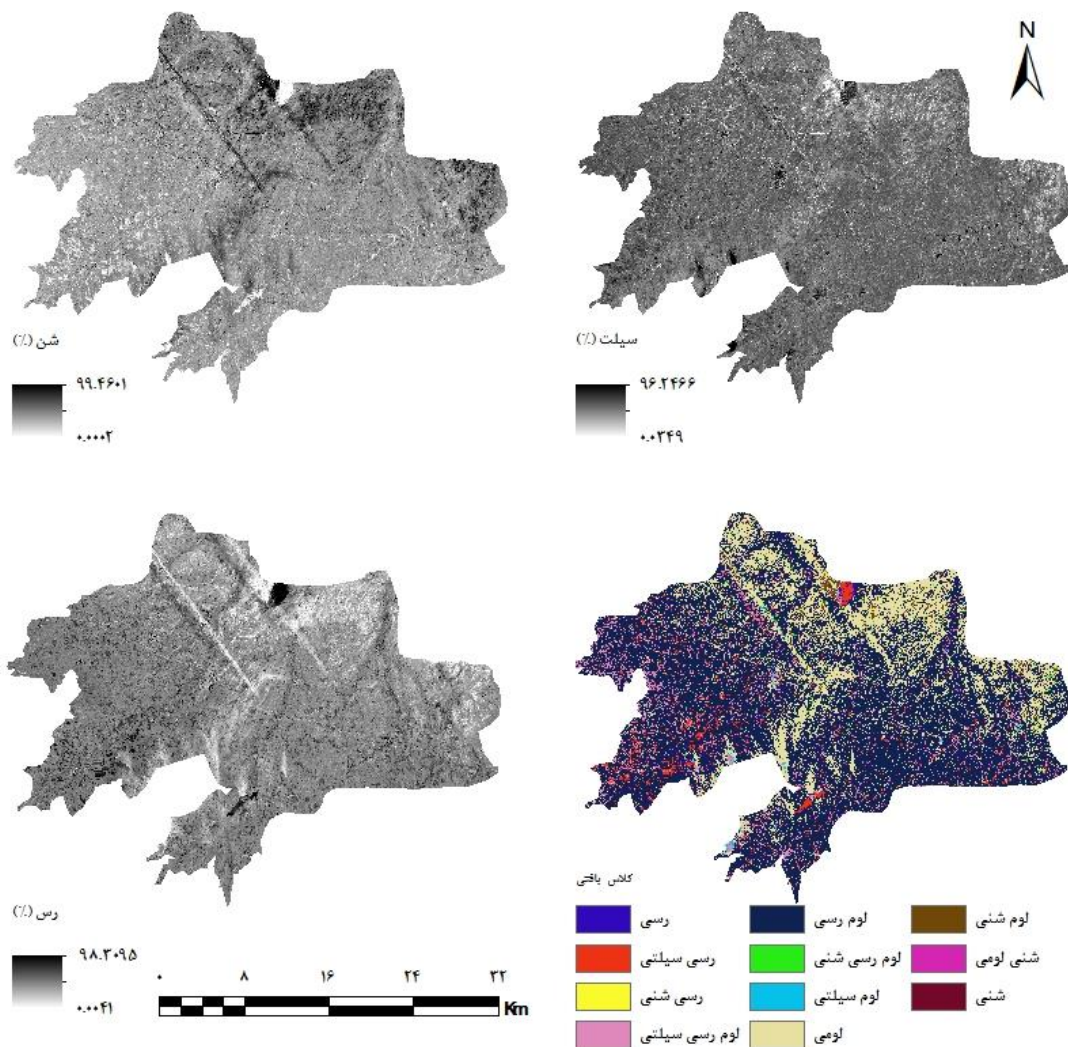 N
شن (٪)
۹۹.۴۶۰۱
۰.۰۰۰۲
سیلت (٪)
۹۶.۲۴۶۶
۰.۰۳۴۹
رس (٪)
۹۸.۳۰۹۵
۰.۰۰۴۱
۰ ۸ ۱۶ ۲۴ ۳۲
Km
کلاس بافتی
رسی
لوم رسی
لوم شنی
رسی سیلتی
لوم رسی شنی
شنی لومی
رسی شنی
لوم سیلتی
شنی
لوم رسی سیلتی
لومی